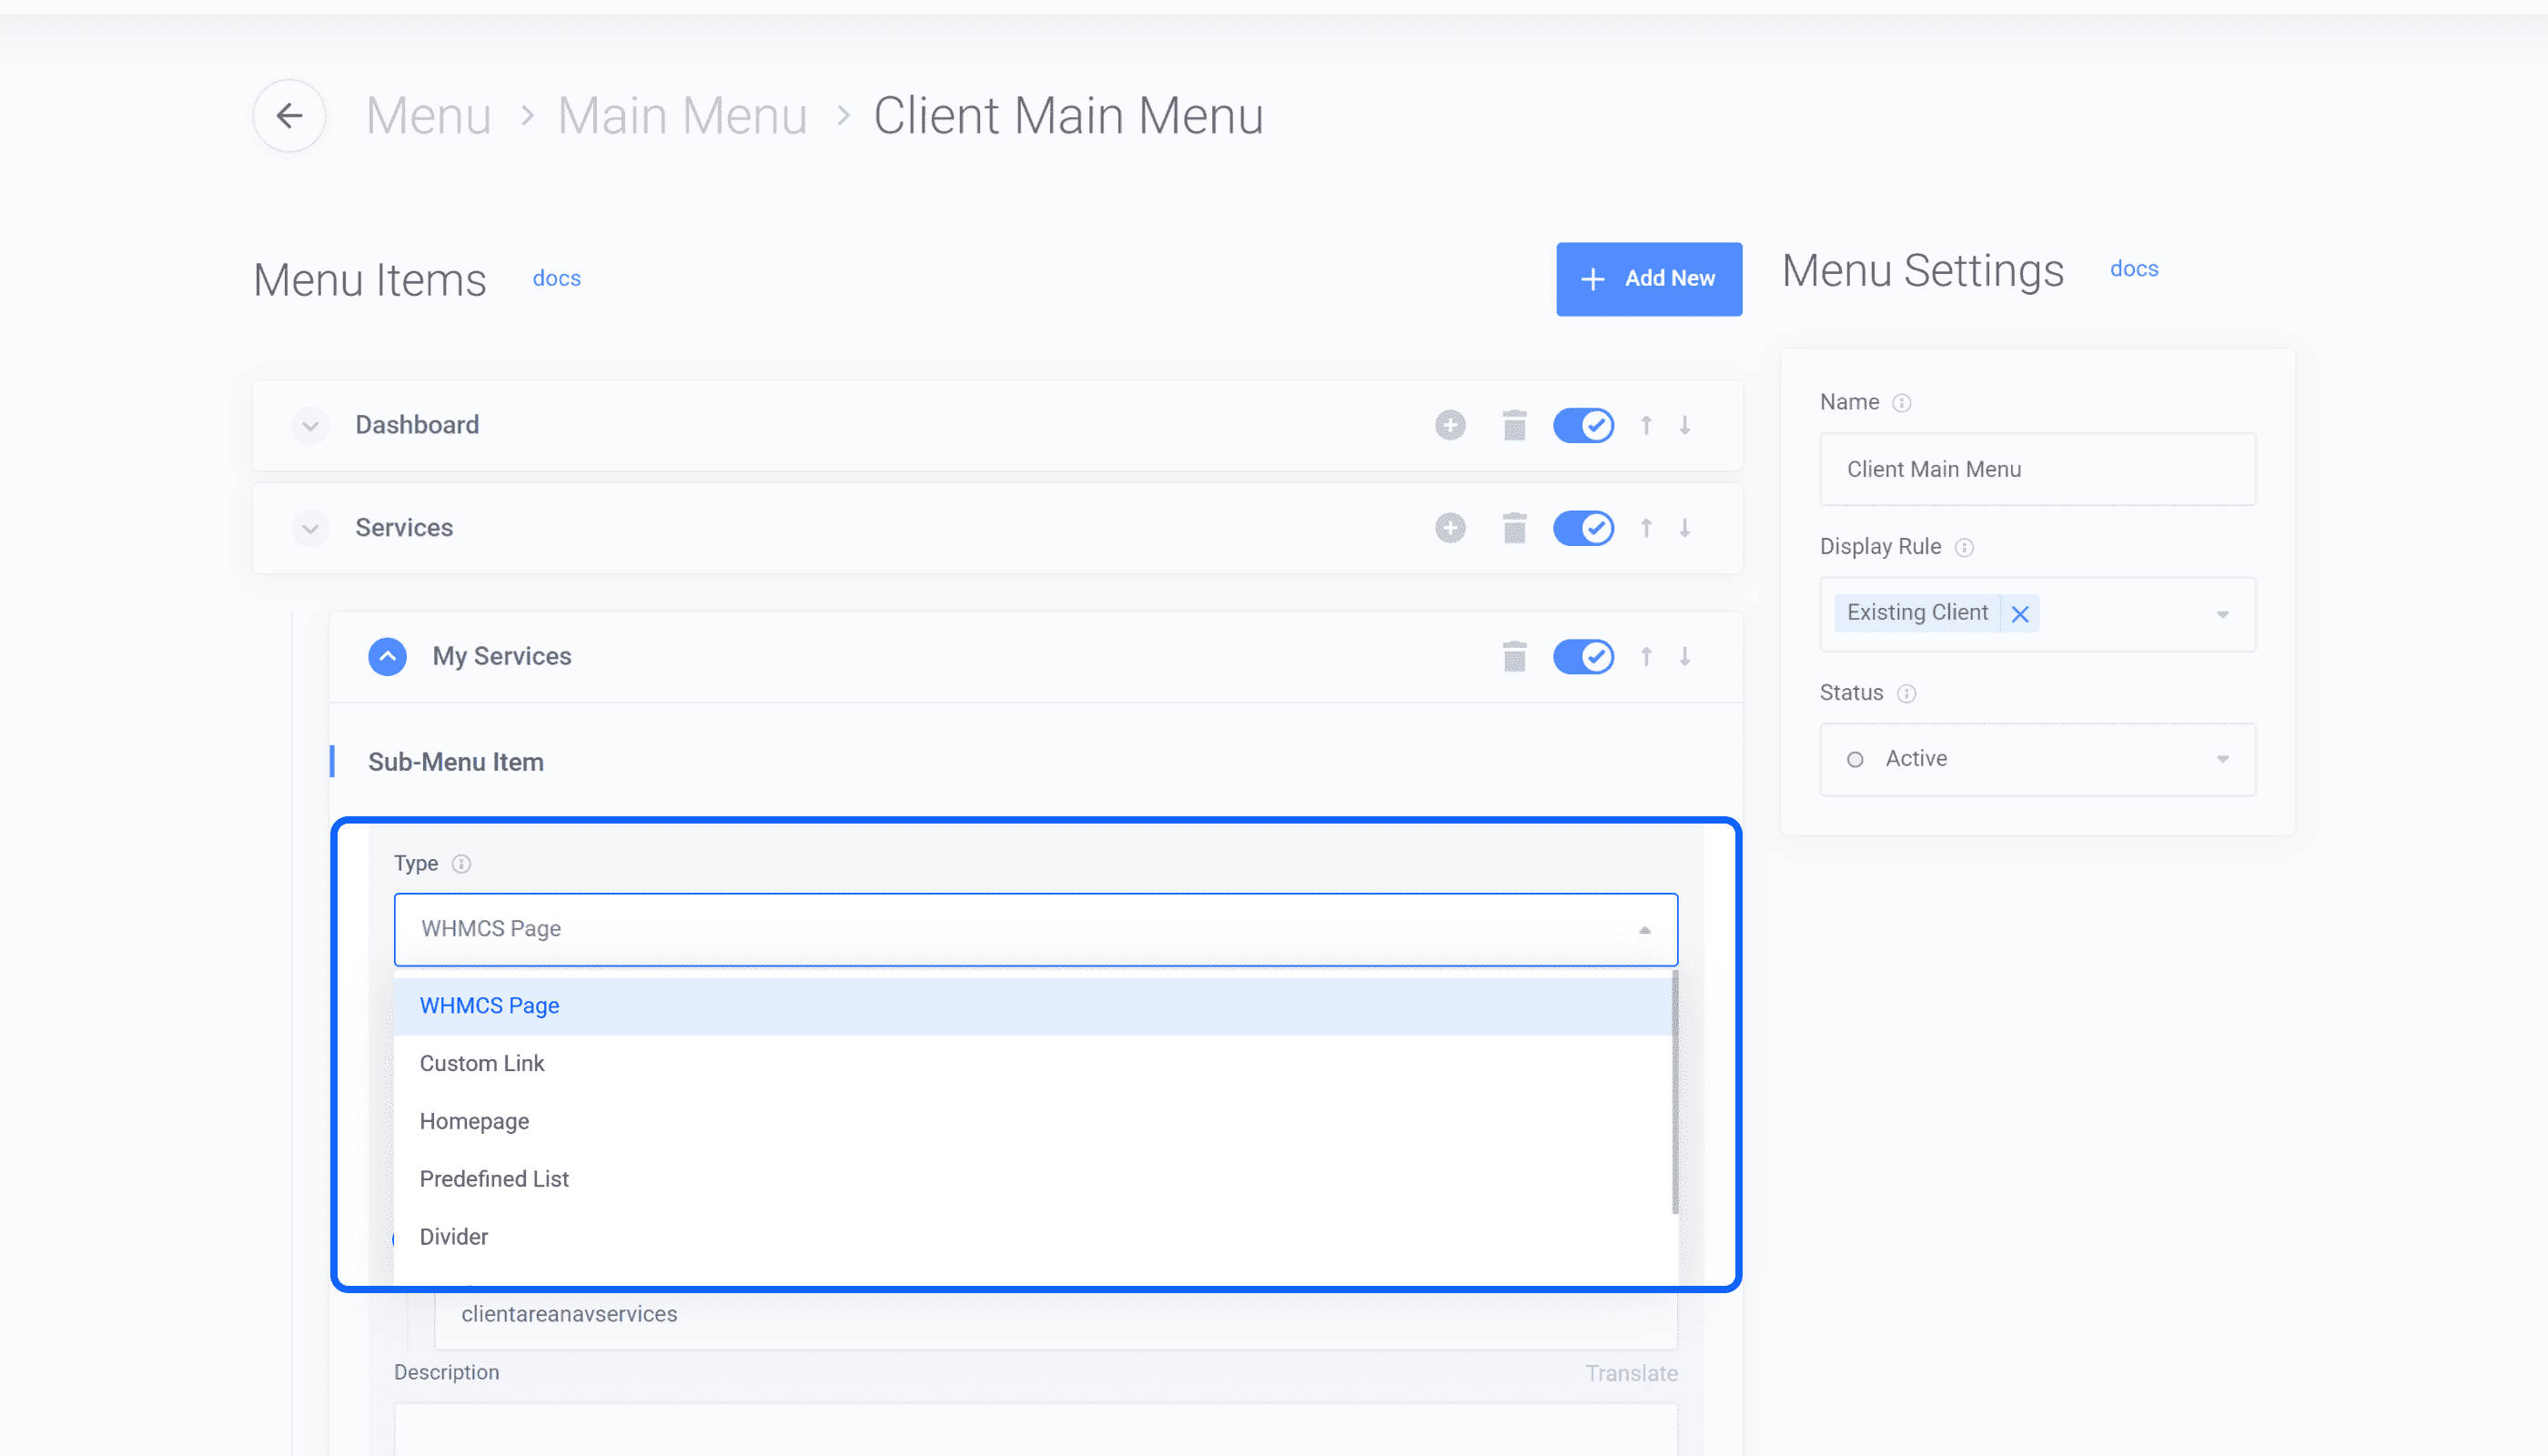 Menu > Main Menu > Client Main Menu
Menu Items docs
Add New
Menu Settings docs
Dashboard
Services
My Services
Sub-Menu Item
Type
WHMCS Page
WHMCS Page
Custom Link
Homepage
Predefined List
Divider
clientareanavservices
Description Translate
Name
Client Main Menu
Display Rule
Existing Client
Status
Active